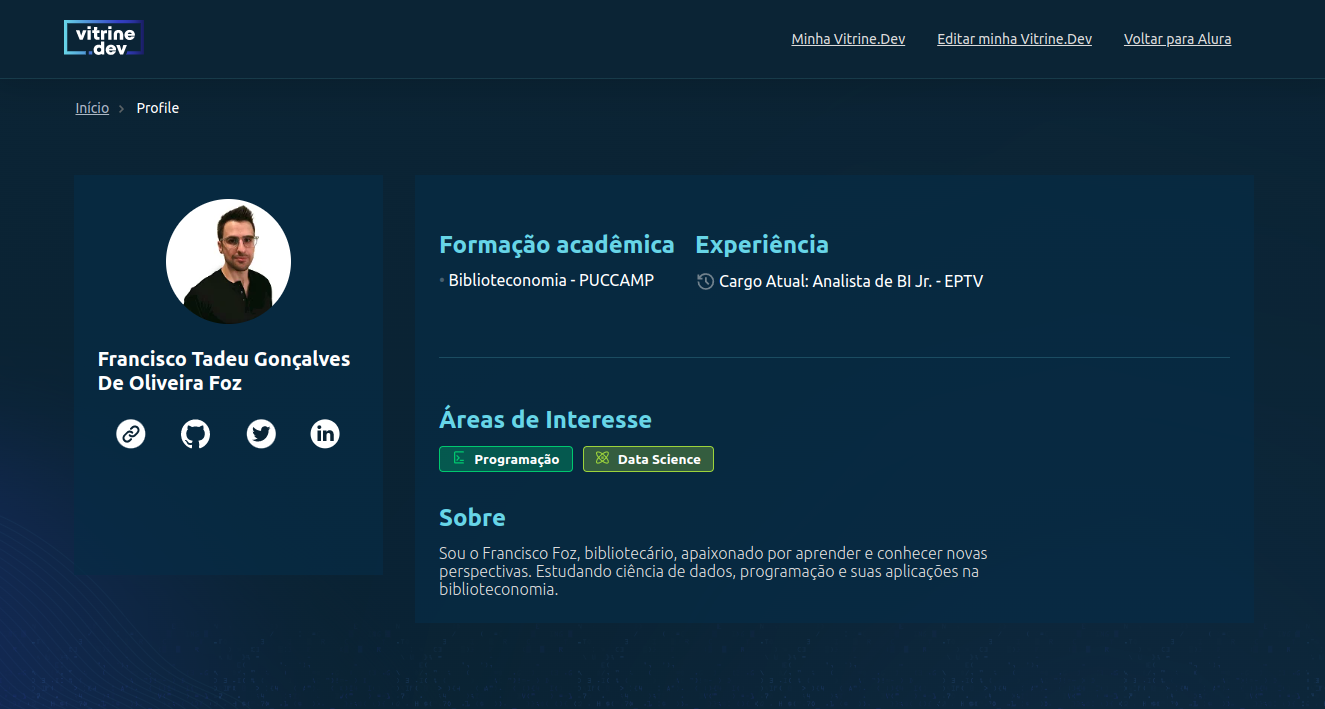 vitrine
.dev
Minha Vitrine.Dev
Editar minha Vitrine.Dev
Voltar para Alura
Início
Profile
Francisco Tadeu Gonçalves
De Oliveira Foz
in
Formação acadêmica
Biblioteconomia - PUCCAMP
Experiência
Cargo Atual: Analista de BI Jr. - EPTV
Áreas de Interesse
Programação
Data Science
Sobre
Sou o Francisco Foz, bibliotecário, apaixonado por aprender e conhecer novas
perspectivas. Estudando ciência de dados, programação e suas aplicações na
biblioteconomia.